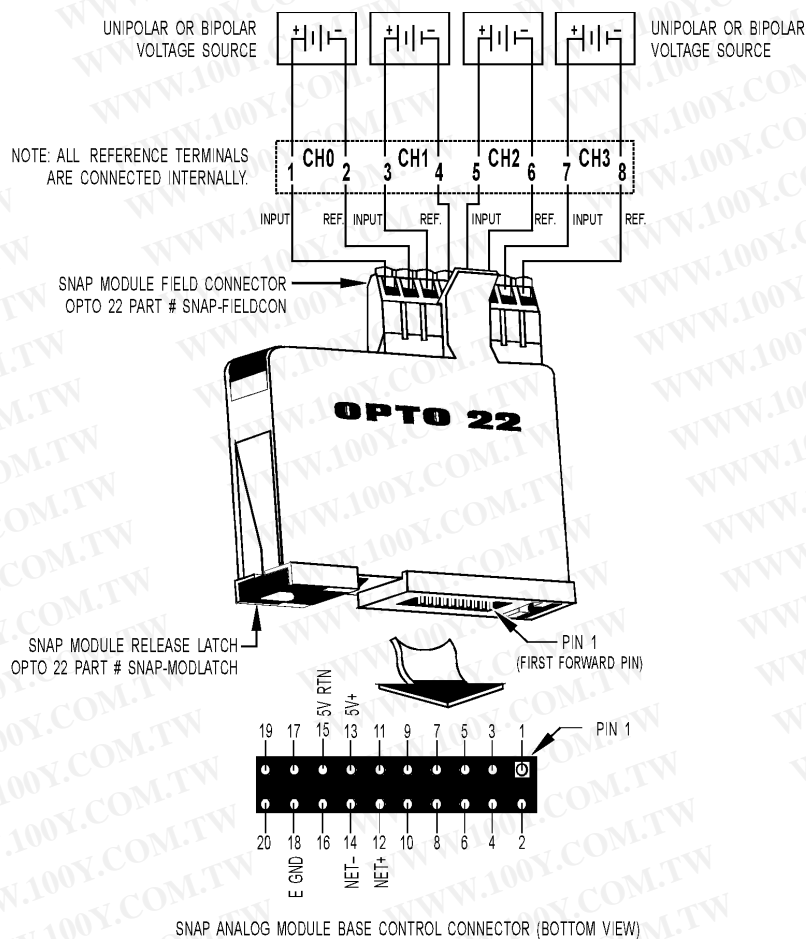 UNIPOLAR OR BIPOLAR
VOLTAGE SOURCE
+ - + - + - + -
UNIPOLAR OR BIPOLAR
VOLTAGE SOURCE
NOTE: ALL REFERENCE TERMINALS
ARE CONNECTED INTERNALLY.
CH0 CH1 CH2 CH3
1 2 3 4 5 6 7 8
INPUT REF. INPUT REF. INPUT REF. INPUT REF.
SNAP MODULE FIELD CONNECTOR
OPTO 22 PART # SNAP-FIELDCON
OPTO 22
SNAP MODULE RELEASE LATCH
OPTO 22 PART # SNAP-MODLATCH
PIN 1
(FIRST FORWARD PIN)
5V RTN
5V+
19 17 15 13 11 9 7 5 3 1
PIN 1
20 18 16 14 12 10 8 6 4 2
E GND
NET-
NET+
SNAP ANALOG MODULE BASE CONTROL CONNECTOR (BOTTOM VIEW)
WWW.100Y.COM.TW